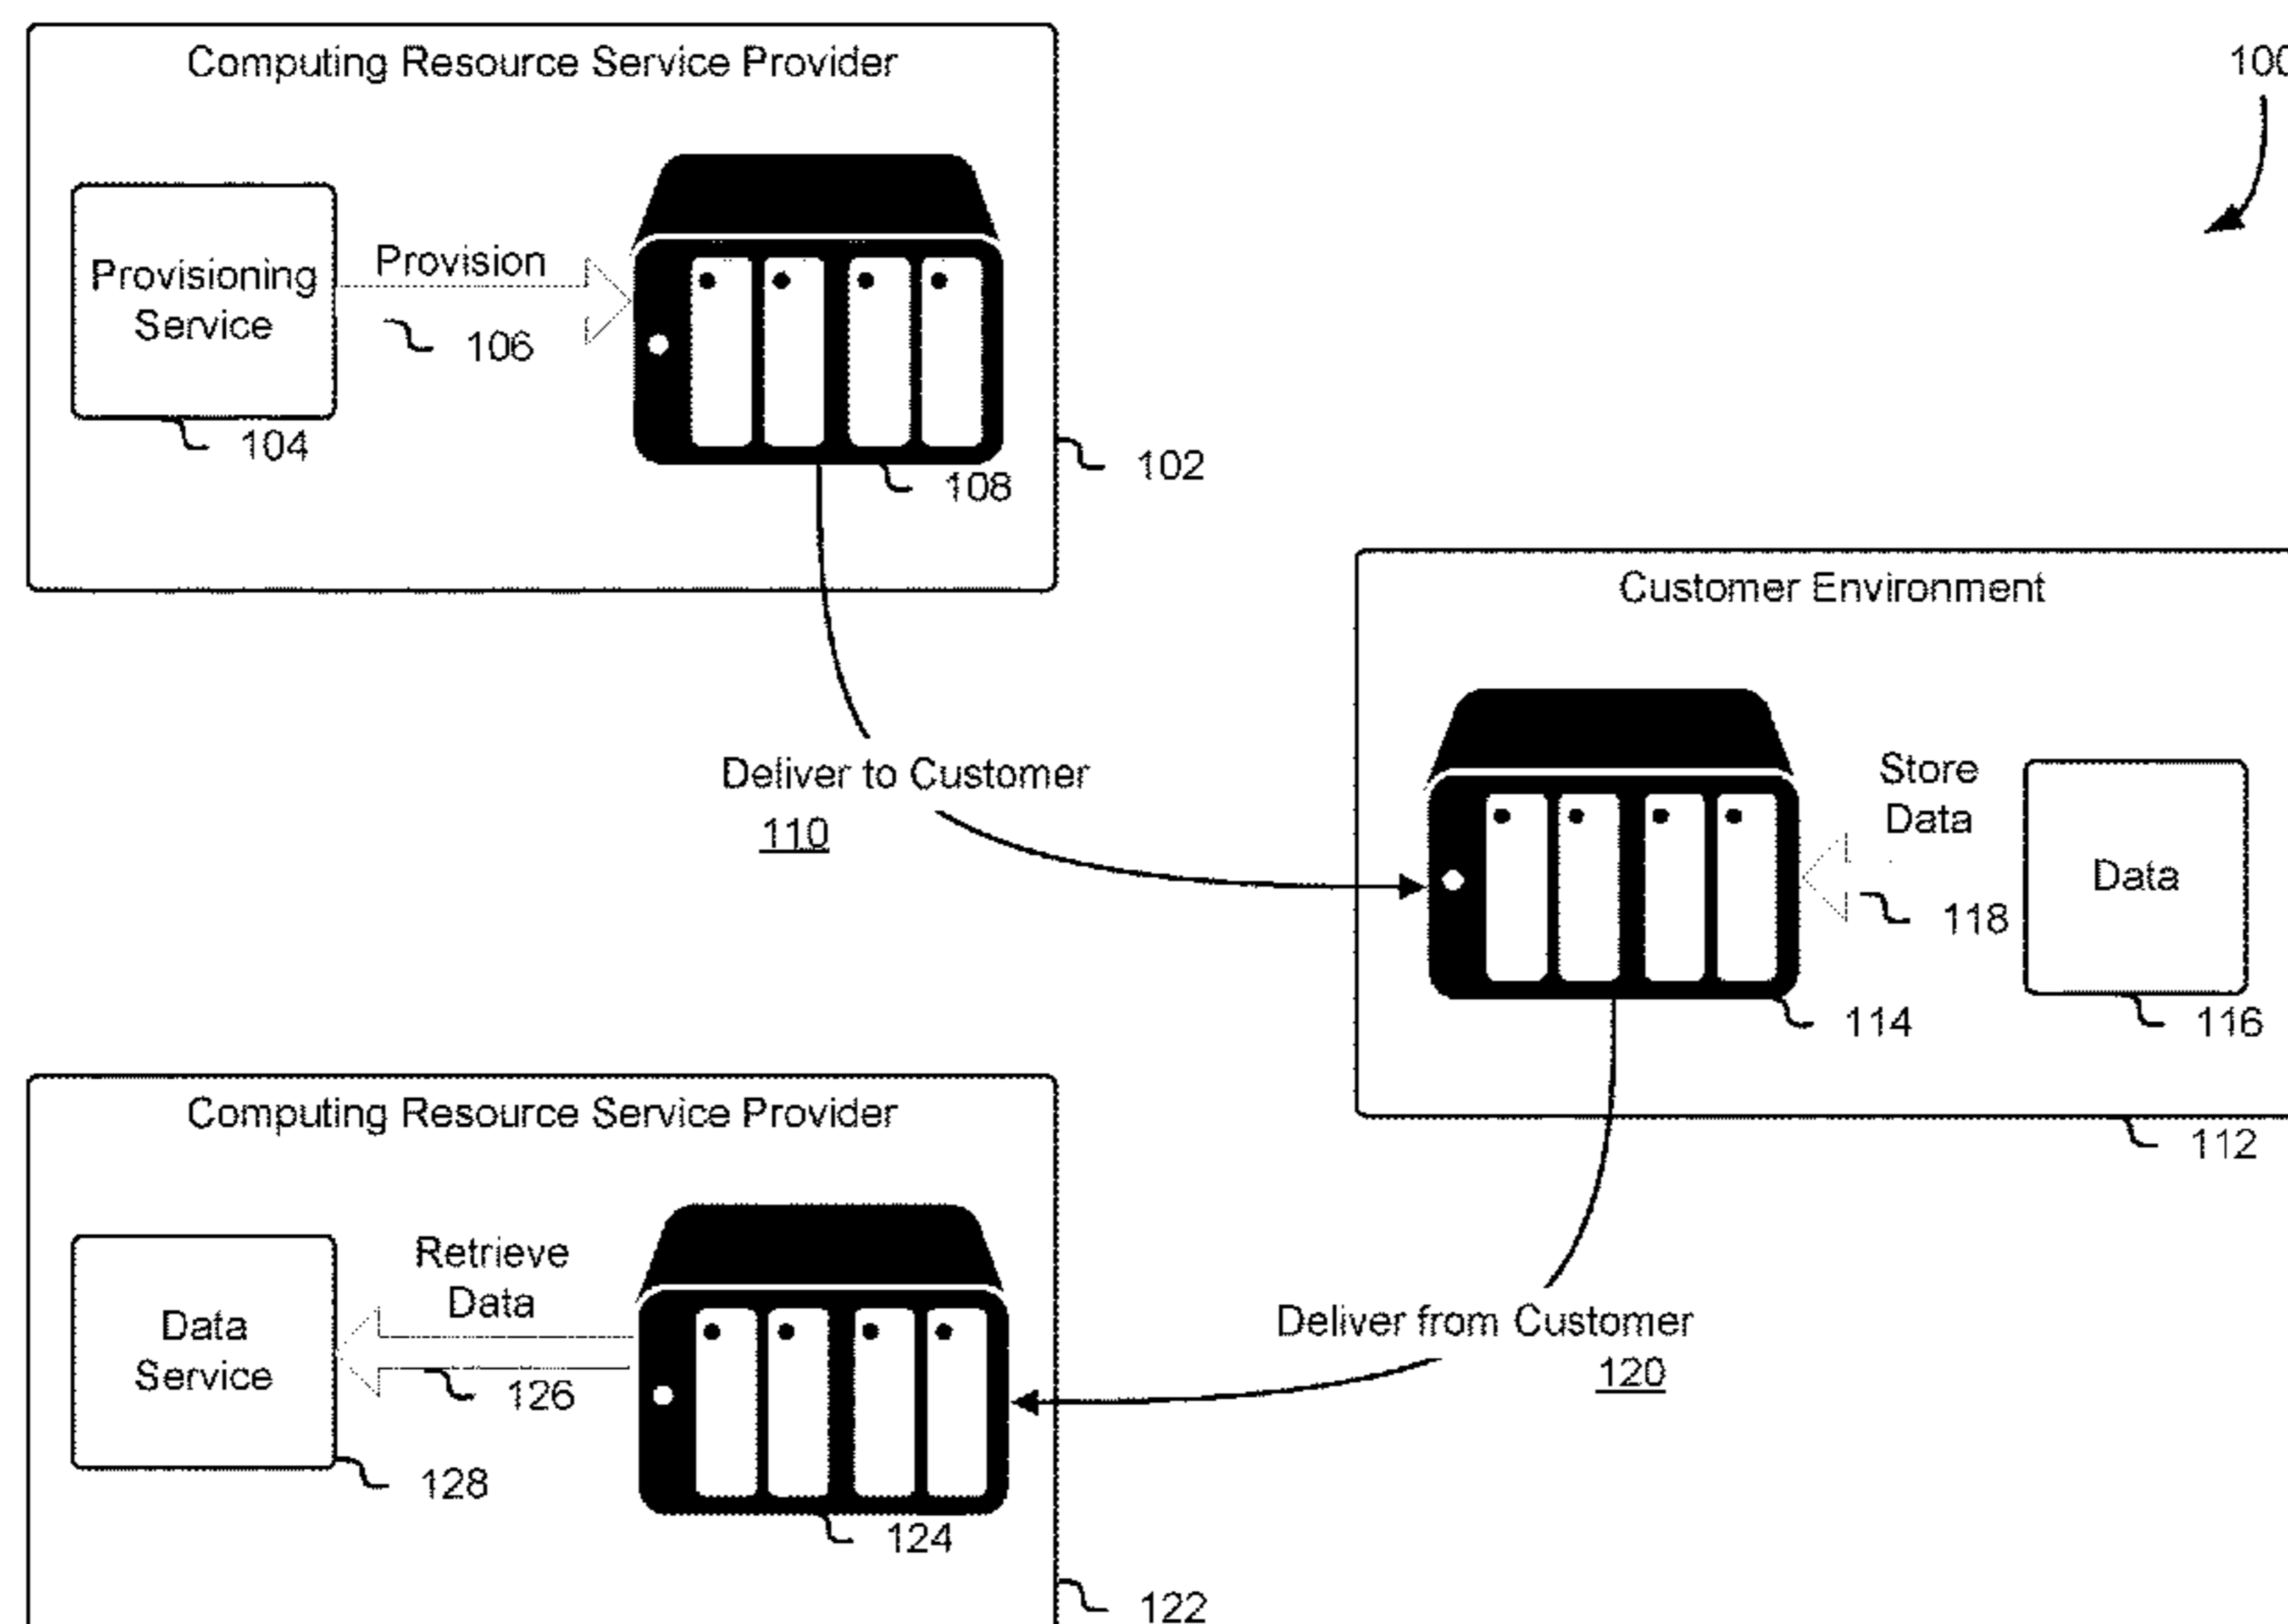 Computing Resource Service Provider
100
Provisioning
Service
Provision
106
104
108
102
Customer Environment
Deliver to Customer
110
Store
Data
Data
118
114
116
112
Computing Resource Service Provider
Retrieve
Data
Data
Service
126
128
124
Deliver from Customer
120
122